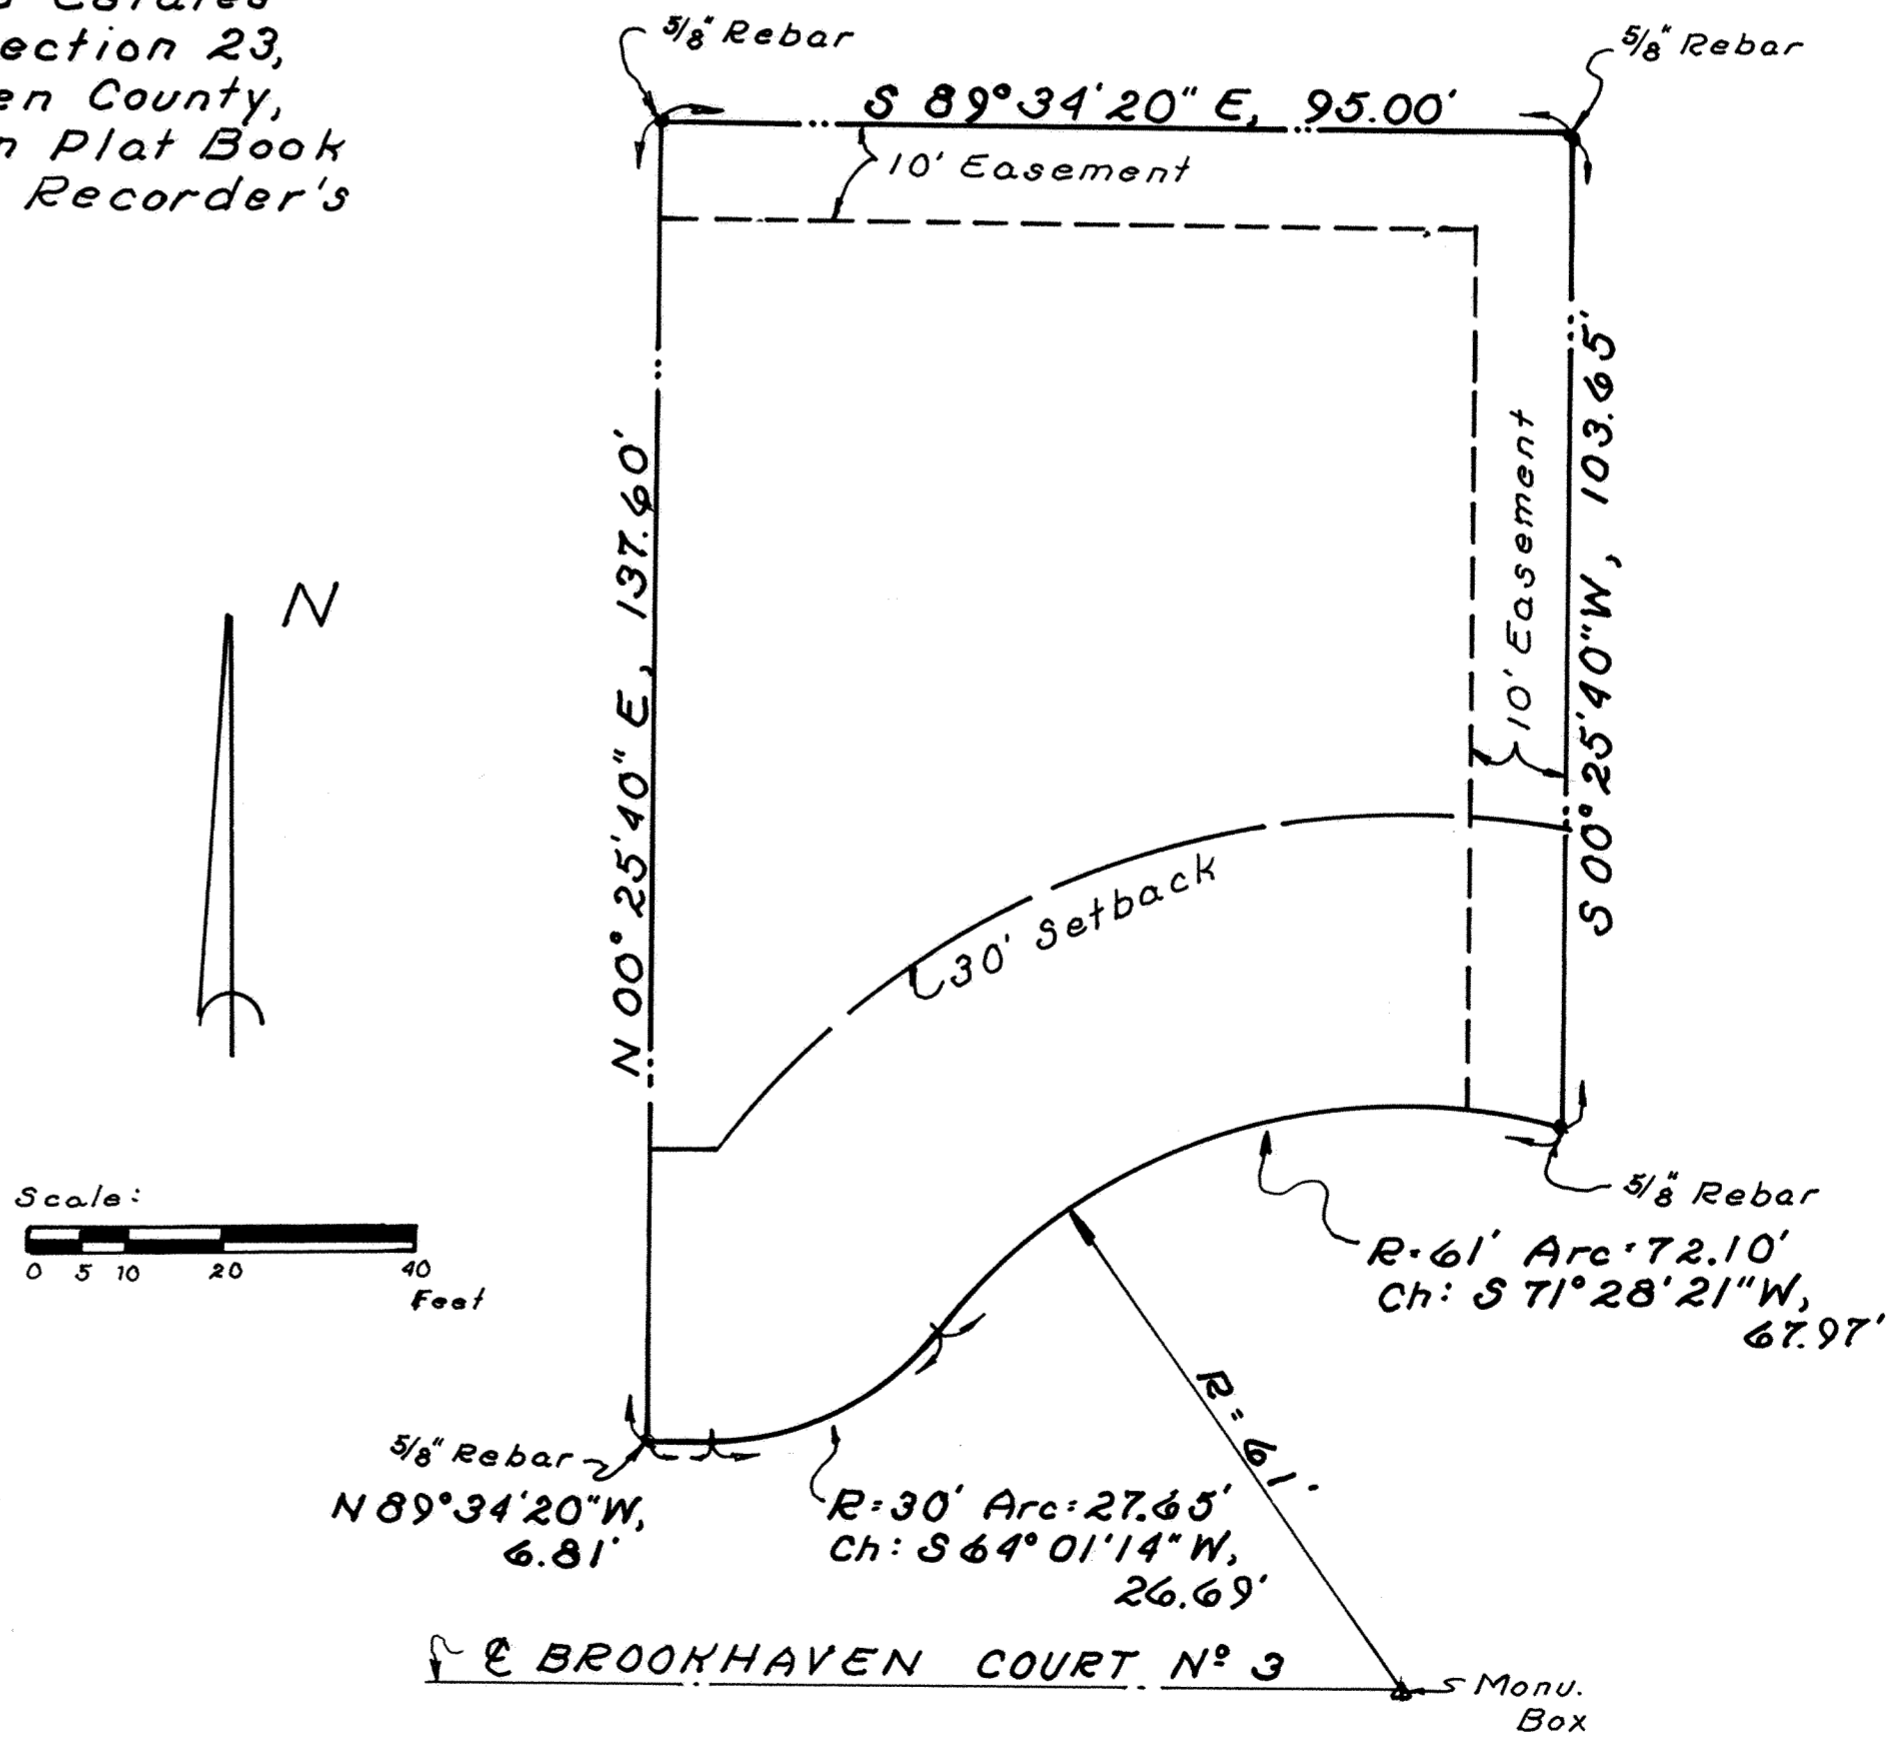 ection 23,
en County,
n Plat Book
Recorder's
5/8" Rebar
5/8" Rebar
S 89° 34' 20" E, 95.00'
10' Easement
N 00° 25' 40" E, 137.60'
10' Easement
S 00° 25' 40" W, 103.65'
N
30' Setback
Scale:
0 5 10 20 40
Feet
5/8" Rebar
R=61' Arc=72.10'
Ch: S 71° 28' 21" W,
67.97'
R=61'
5/8" Rebar
N 89° 34' 20" W,
6.81'
R=30' Arc=27.65'
Ch: S 64° 01' 14" W,
26.69'
℄ BROOKHAVEN COURT Nº 3
Monu.
Box